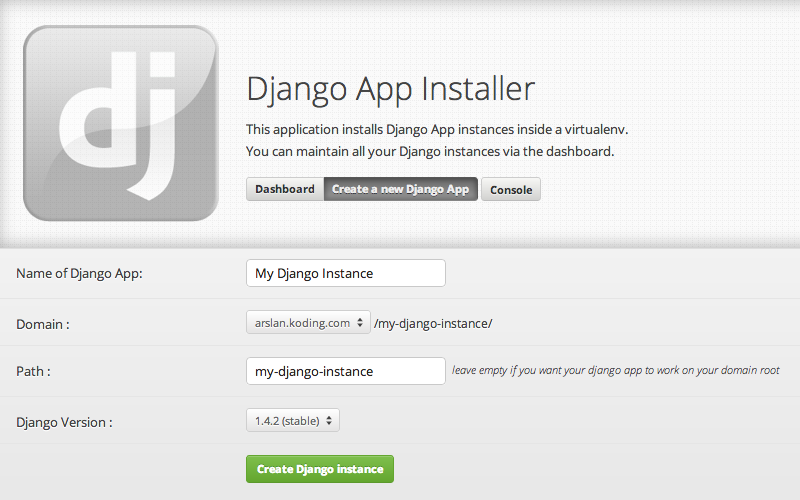 dj
Django App Installer
This application installs Django App instances inside a virtualenv.
You can maintain all your Django instances via the dashboard.
Dashboard Create a new Django App Console
Name of Django App: My Django Instance
Domain : arslan.koding.com /my-django-instance/
Path : my-django-instance leave empty if you want your django app to work on your domain root
Django Version : 1.4.2 (stable)
Create Django instance